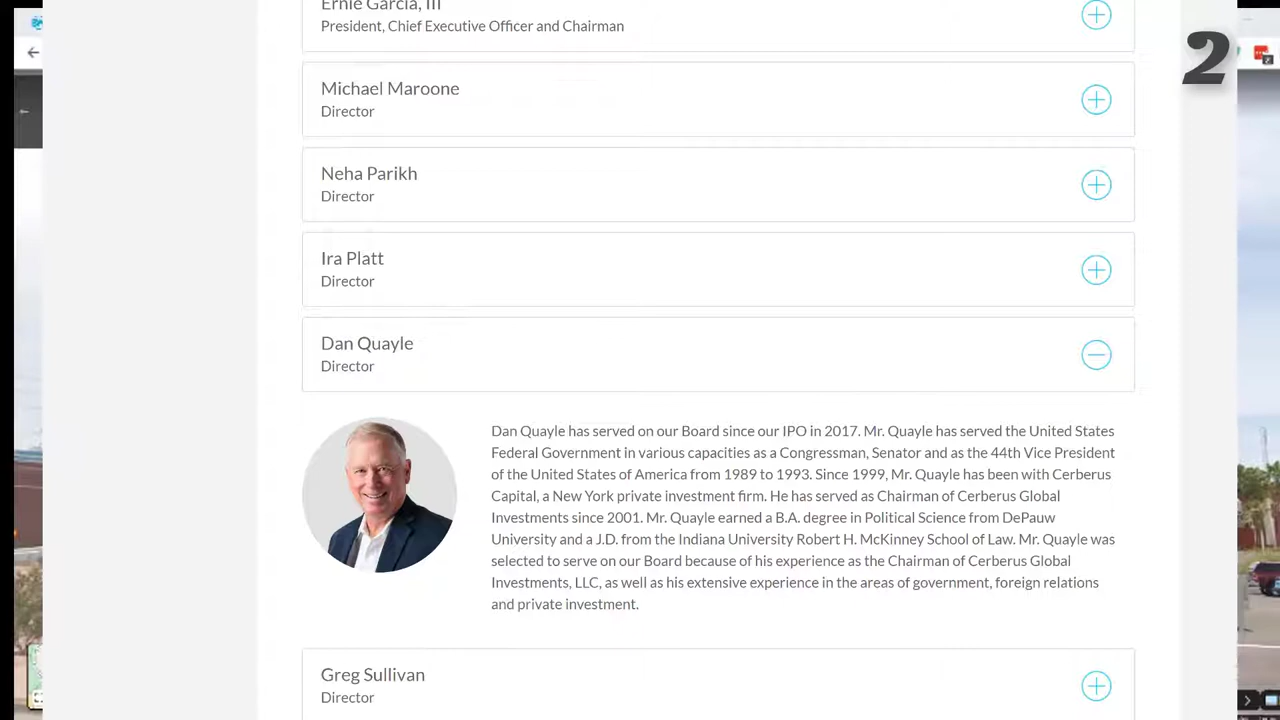 Ernie Garcia, III
President, Chief Executive Officer and Chairman
2
Michael Maroone
Director
Neha Parikh
Director
Ira Platt
Director
Dan Quayle
Director
Dan Quayle has served on our Board since our IPO in 2017. Mr. Quayle has served the United States
Federal Government in various capacities as a Congressman, Senator and as the 44th Vice President
of the United States of America from 1989 to 1993. Since 1999, Mr. Quayle has been with Cerberus
Capital, a New York private investment firm. He has served as Chairman of Cerberus Global
Investments since 2001. Mr. Quayle earned a B.A. degree in Political Science from DePauw
University and a J.D. from the Indiana University Robert H. McKinney School of Law. Mr. Quayle was
selected to serve on our Board because of his experience as the Chairman of Cerberus Global
Investments, LLC, as well as his extensive experience in the areas of government, foreign relations
and private investment.
Greg Sullivan
Director